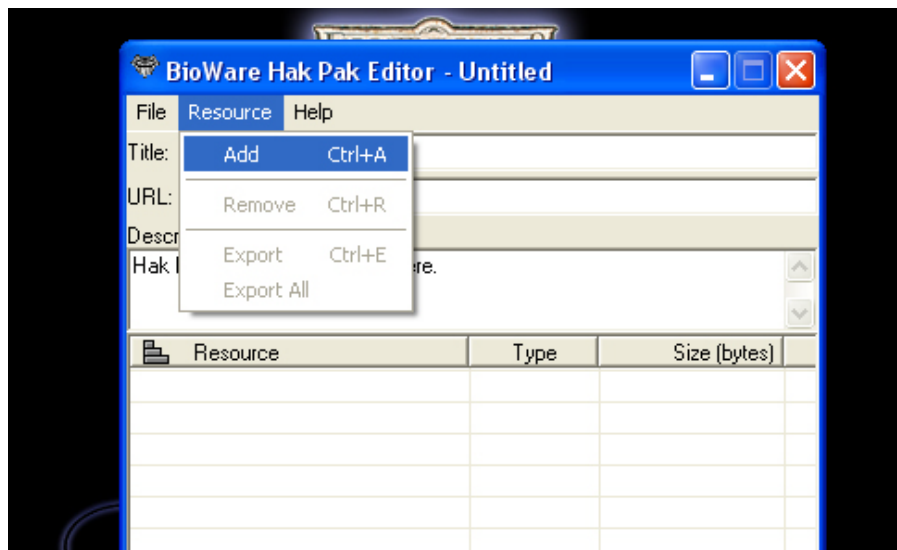 BioWare Hak Pak Editor - Untitled
File Resource Help
Title:
Add Ctrl+A
URL:
Remove Ctrl+R
Descr
Export Ctrl+E
Hak re.
Export All
Resource Type Size (bytes)